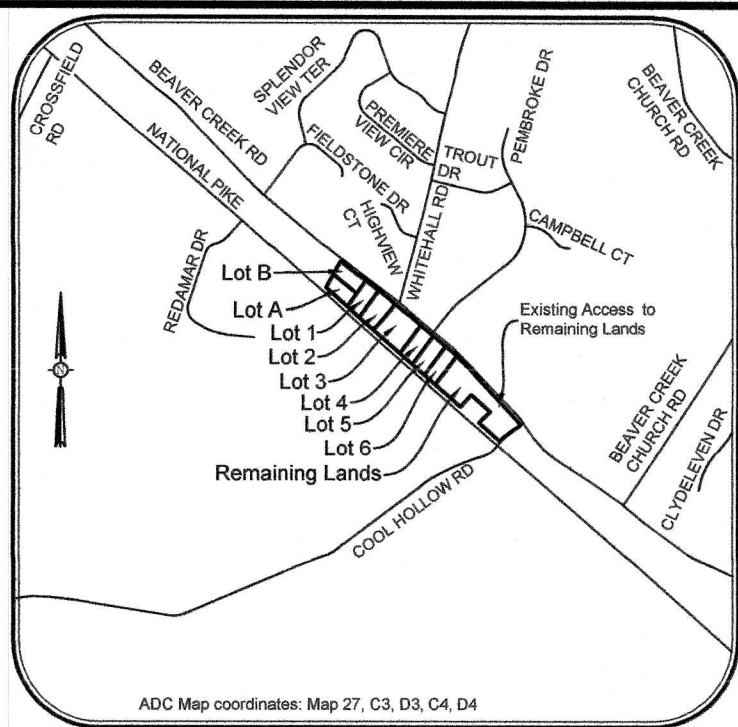 CROSSFIELD
RD
BEAVER CREEK RD
NATIONAL PIKE
SPLENDOR
VIEW TER
PREMIERE
VIEW CIR
FIELDSTONE DR
HIGHVIEW
CT
WHITEHALL RD
TROUT
DR
PEMBROKE DR
CAMPBELL CT
BEAVER CREEK
CHURCH RD
REDAMAR DR
Lot B
Lot A
Lot 1
Lot 2
Lot 3
Lot 4
Lot 5
Lot 6
Remaining Lands
Existing Access to
Remaining Lands
N
COOL HOLLOW RD
BEAVER CREEK
CHURCH RD
CLYDELEVEN DR
ADC Map coordinates: Map 27, C3, D3, C4, D4